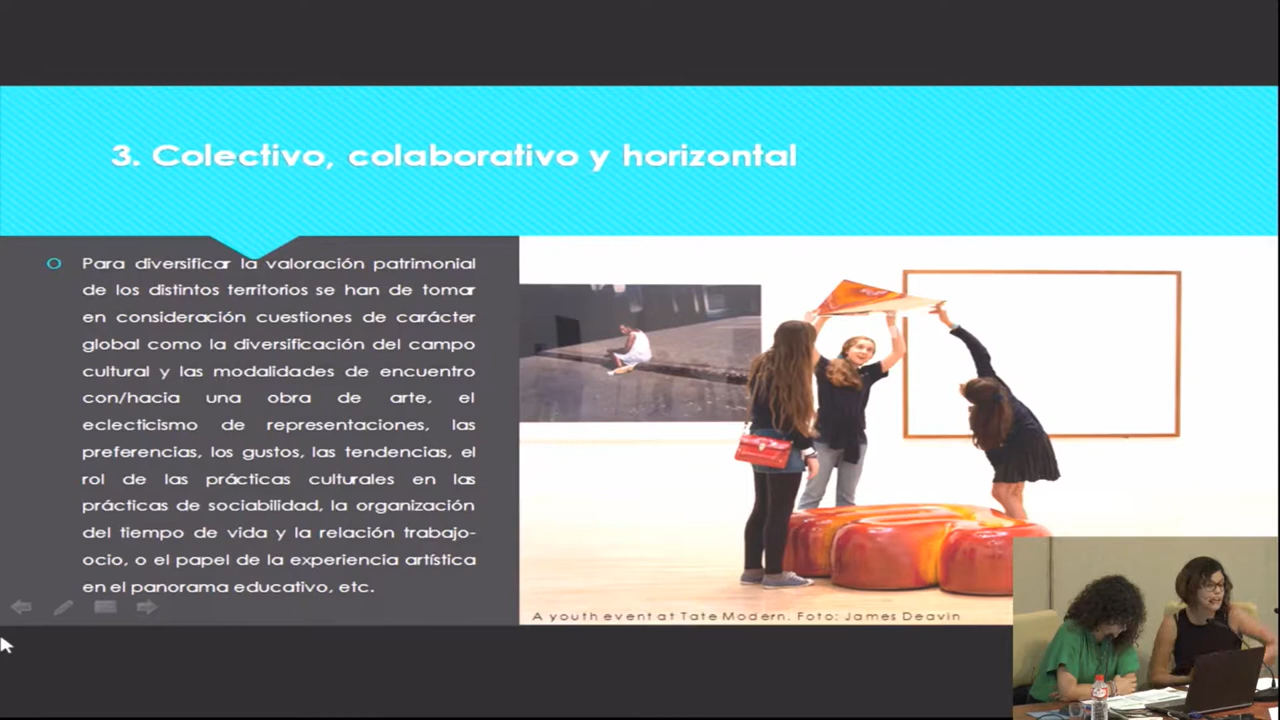 3. Colectivo, colaborativo y horizontal
Para diversificar la valoración patrimonial
de los distintos territorios se han de tomar
en consideración cuestiones de carácter
global como la diversificación del campo
cultural y las modalidades de encuentro
con/hacia una obra de arte, el
eclecticismo de representaciones, las
preferencias, los gustos, las tendencias, el
rol de las prácticas culturales en las
prácticas de sociabilidad, la organización
del tiempo de vida y la relación trabajo-
ocio, o el papel de la experiencia artística
en el panorama educativo, etc.
A youth event at Tate Modern. Foto: James Deavin